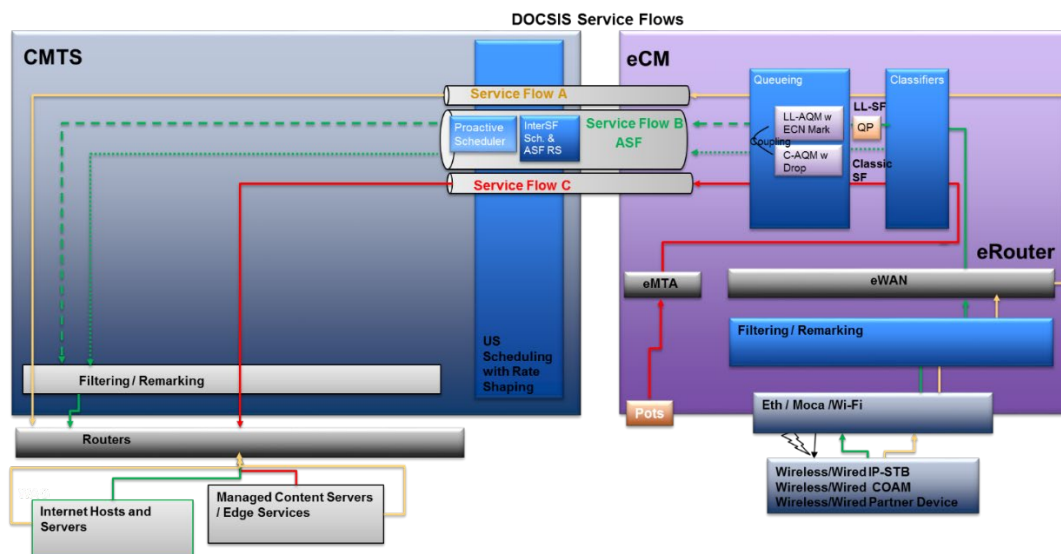 DOCSIS Service Flows
CMTS
eCM
Service Flow A
Proactive
Scheduler
InterSF
Sch. &
ASF RS
Service Flow B
ASF
Service Flow C
Queueing
Classifiers
LL-AQM w
ECN Mark
LL-SF
QP
Coupling
C-AQM w
Drop
Classic
SF
eRouter
eMTA
eWAN
US
Scheduling
with Rate
Shaping
Filtering / Remarking
Filtering / Remarking
Pots
Eth / Moca /Wi-Fi
Routers
Internet Hosts and
Servers
Managed Content Servers
/ Edge Services
Wireless/Wired IP-STB
Wireless/Wired COAM
Wireless/Wired Partner Device